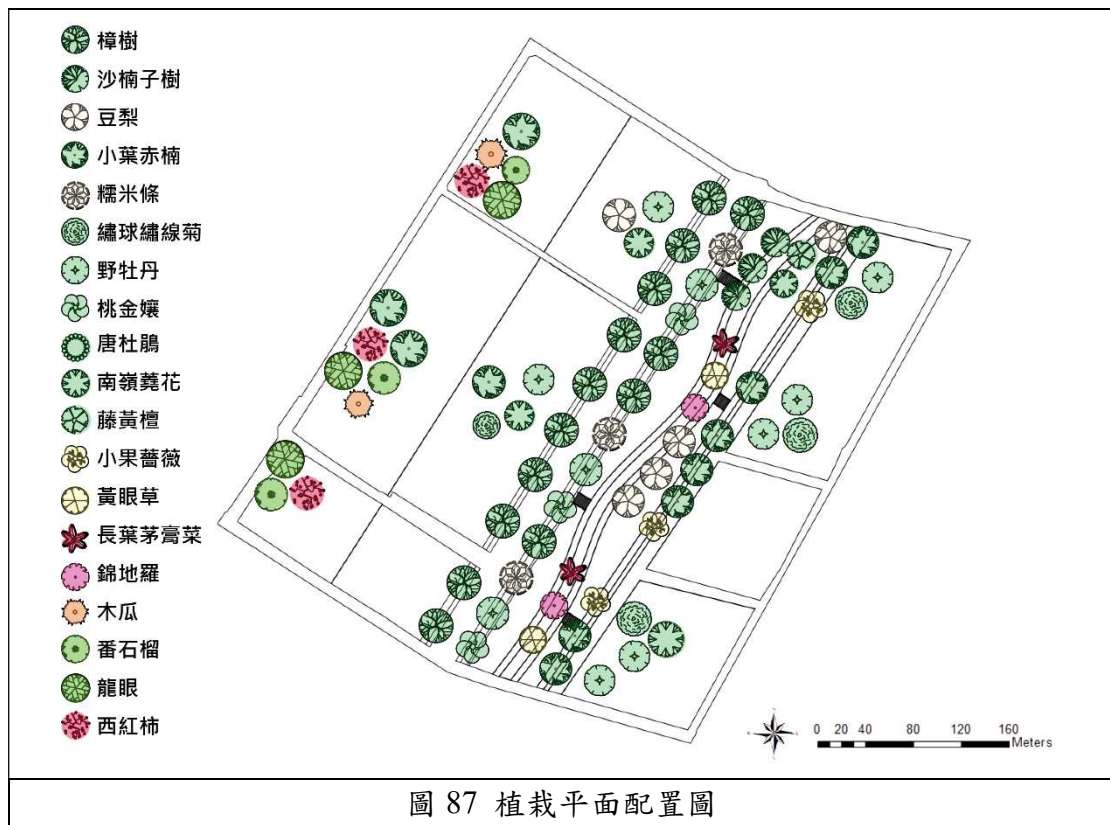 樟樹
沙楠子樹
豆梨
小葉赤楠
糯米條
繡球繡線菊
野牡丹
桃金孃
唐杜鵑
南嶺蕘花
藤黃檀
小果薔薇
黃眼草
長葉茅膏菜
錦地羅
木瓜
番石榴
龍眼
西紅柿
0 20 40 80 120 160
Meters
圖 87 植栽平面配置圖